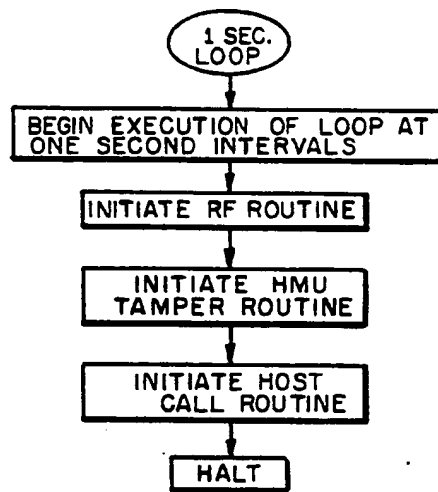 1 SEC.
LOOP
BEGIN EXECUTION OF LOOP AT
ONE SECOND INTERVALS
INITIATE RF ROUTINE
INITIATE HMU
TAMPER ROUTINE
INITIATE HOST
CALL ROUTINE
HALT